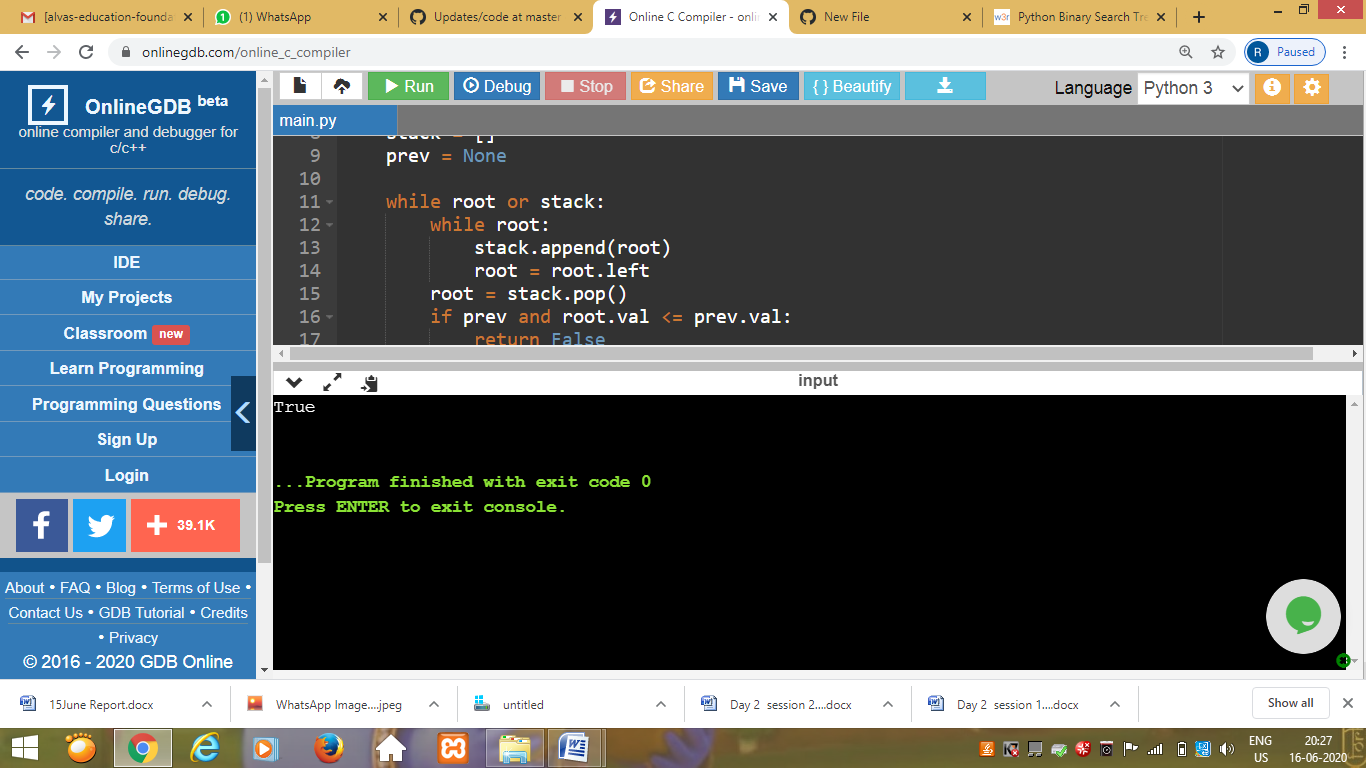 [alvas-education-founda
(1) WhatsApp
Updates/code at master
Online C Compiler - onli
New File
w3r Python Binary Search Tre
onlinegdb.com/online_c_compiler
R Paused
OnlineGDB beta
online compiler and debugger for
c/c++
code. compile. run. debug.
share.
IDE
My Projects
Classroom new
Learn Programming
Programming Questions
Sign Up
Login
39.1K
About • FAQ • Blog • Terms of Use •
Contact Us • GDB Tutorial • Credits
• Privacy
© 2016 - 2020 GDB Online
Run Debug Stop Share Save { } Beautify
Language Python 3
main.py
8 stack = []
9 prev = None
10
11 while root or stack:
12 while root:
13 stack.append(root)
14 root = root.left
15 root = stack.pop()
16 if prev and root.val <= prev.val:
17 return False
input
True
...Program finished with exit code 0
Press ENTER to exit console.
15June Report.docx
WhatsApp Image....jpeg
untitled
Day 2 session 2....docx
Day 2 session 1....docx
Show all
ENG
US
20:27
16-06-2020